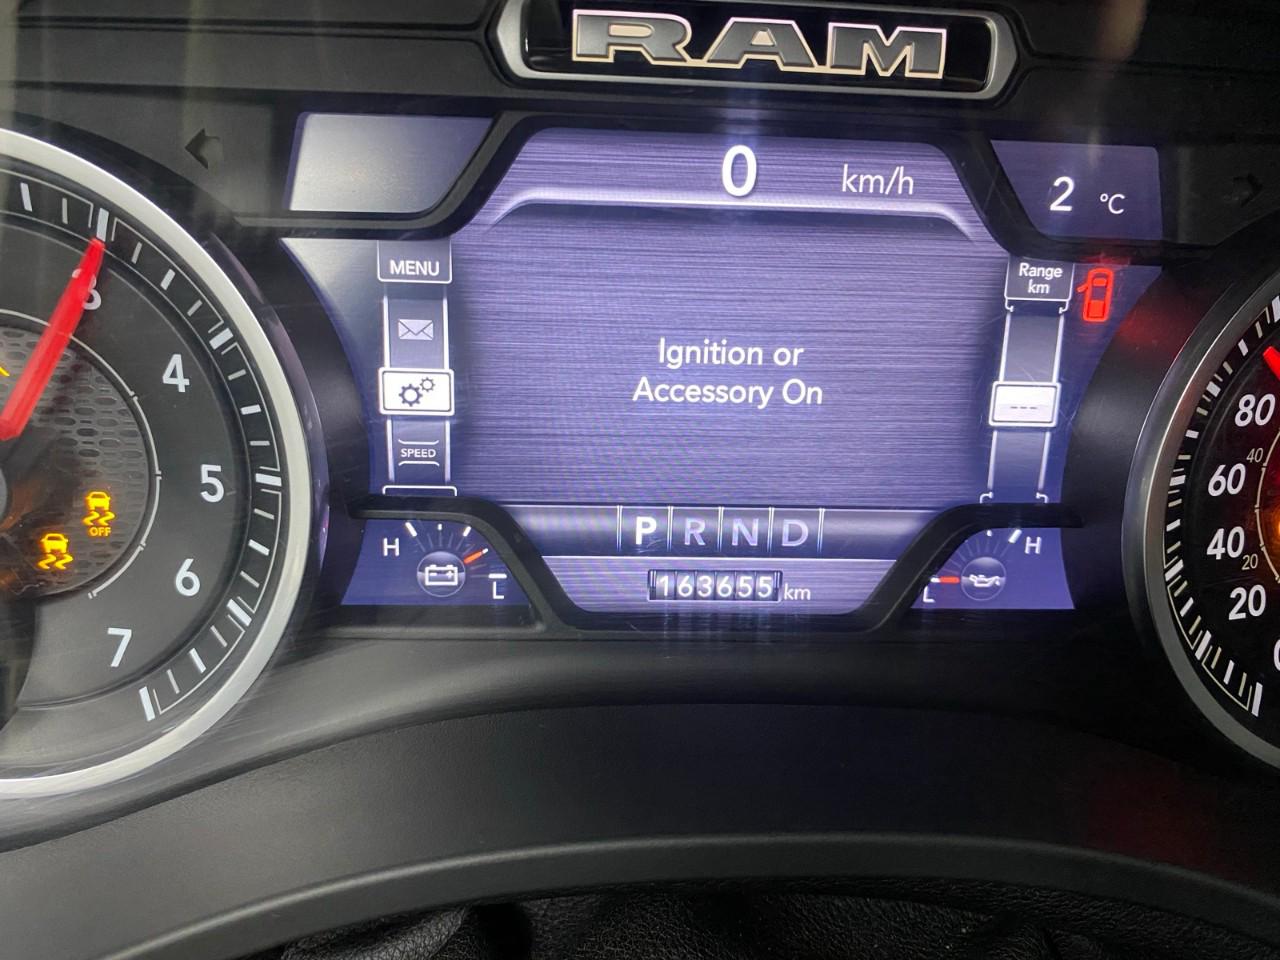 RAM
0 km/h
2 °C
MENU
Range
km
3
Ignition or
Accessory On
---
4
SPEED
5
OFF
6
7
P R N D
H
L
163655 km
H
L
80
60
40
20
40
20